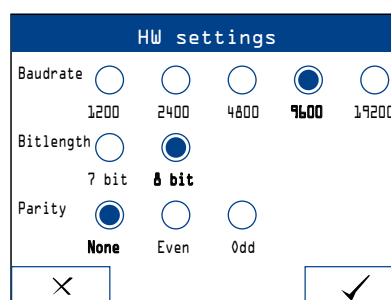 HW settings
Baudrate
1200 2400 4800 9600 19200
Bitlength
7 bit 8 bit
Parity
None Even Odd